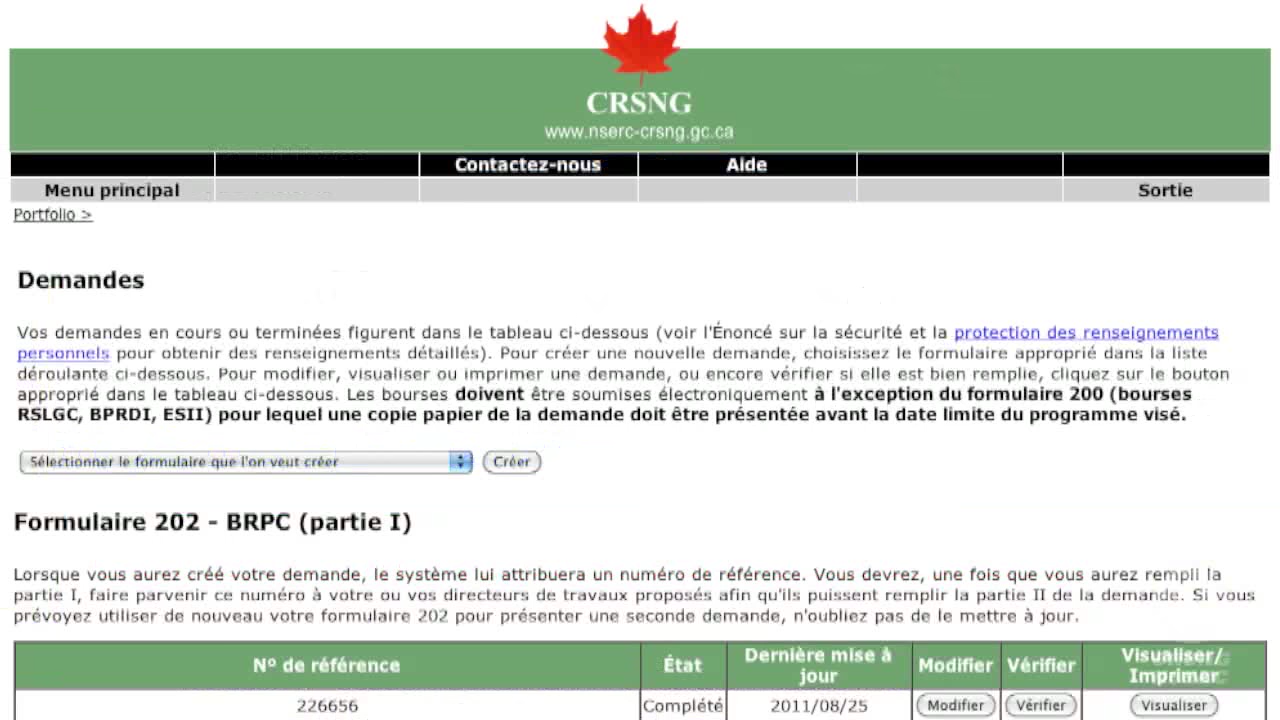 CRSNG
www.nserc-crsng.gc.ca
Contactez-nous Aide
Menu principal Sortie
Portfolio >
Demandes
Vos demandes en cours ou terminées figurent dans le tableau ci-dessous (voir l'Énoncé sur la sécurité et la protection des renseignements
personnels pour obtenir des renseignements détaillés). Pour créer une nouvelle demande, choisissez le formulaire approprié dans la liste
déroulante ci-dessous. Pour modifier, visualiser ou imprimer une demande, ou encore vérifier si elle est bien remplie, cliquez sur le bouton
approprié dans le tableau ci-dessous. Les bourses doivent être soumises électroniquement à l'exception du formulaire 200 (bourses
RSLGC, BPRDI, ESII) pour lequel une copie papier de la demande doit être présentée avant la date limite du programme visé.
Sélectionner le formulaire que l'on veut créer Créer
Formulaire 202 - BRPC (partie I)
Lorsque vous aurez créé votre demande, le système lui attribuera un numéro de référence. Vous devrez, une fois que vous aurez rempli la
partie I, faire parvenir ce numéro à votre ou vos directeurs de travaux proposés afin qu'ils puissent remplir la partie II de la demande. Si vous
prévoyez utiliser de nouveau votre formulaire 202 pour présenter une seconde demande, n'oubliez pas de le mettre à jour.
Nº de référence État Dernière mise à jour Modifier Vérifier Visualiser/ Imprimer
226656 Complété 2011/08/25 Modifier Vérifier Visualiser